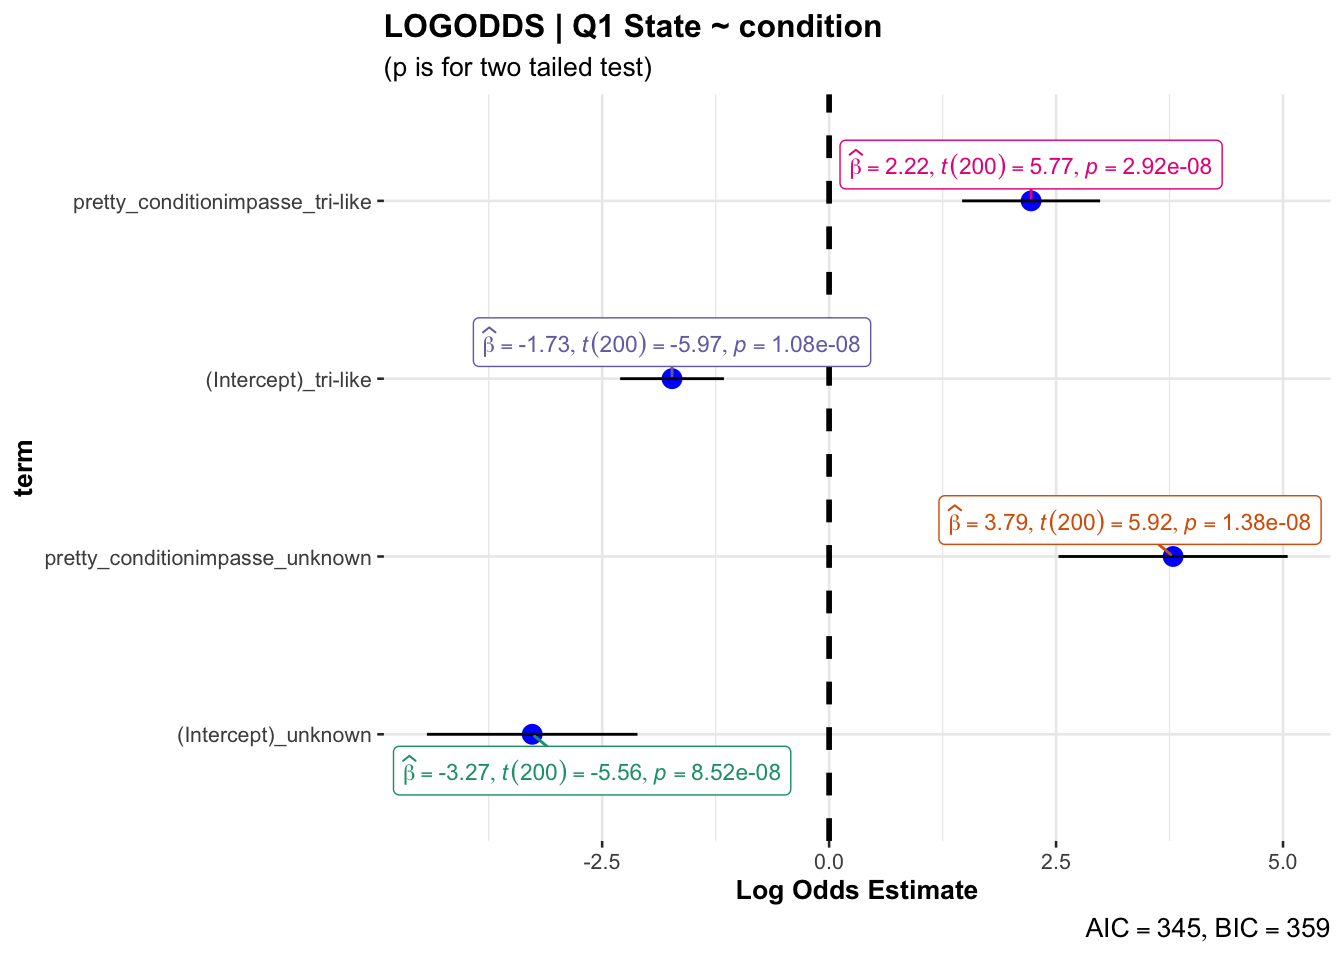 LOGODDS | Q1 State ~ condition
(p is for two tailed test)
β̂ = 2.22, t(200) = 5.77, p = 2.92e-08
pretty_conditionimpasse_tri-like
β̂ = -1.73, t(200) = -5.97, p = 1.08e-08
(Intercept)_tri-like
term
β̂ = 3.79, t(200) = 5.92, p = 1.38e-08
pretty_conditionimpasse_unknown
(Intercept)_unknown
β̂ = -3.27, t(200) = -5.56, p = 8.52e-08
-2.5 0.0 2.5 5.0
Log Odds Estimate
AIC = 345, BIC = 359